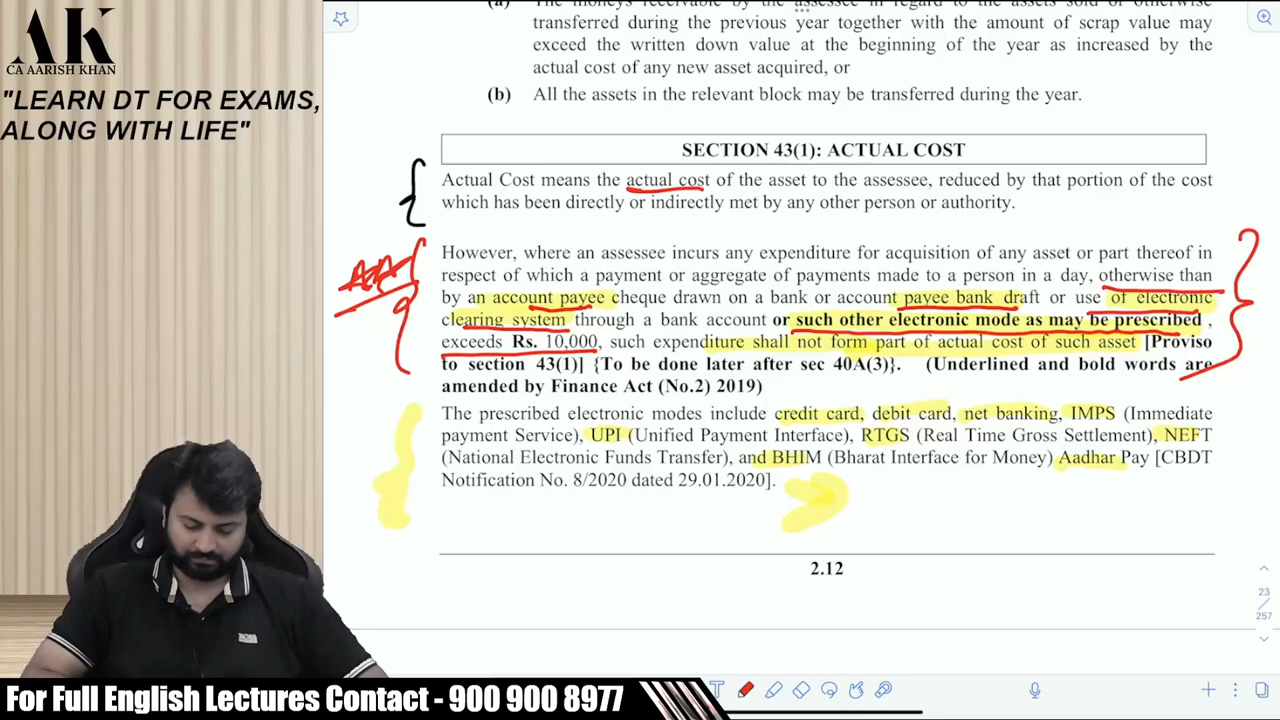 AK
CA AARISH KHAN
"LEARN DT FOR EXAMS,
ALONG WITH LIFE"
(a) The moneys receivable by the assessee in regard to the assets sold or otherwise
transferred during the previous year together with the amount of scrap value may
exceed the written down value at the beginning of the year as increased by the
actual cost of any new asset acquired, or
(b) All the assets in the relevant block may be transferred during the year.
SECTION 43(1): ACTUAL COST
Actual Cost means the actual cost of the asset to the assessee, reduced by that portion of the cost
which has been directly or indirectly met by any other person or authority.
However, where an assessee incurs any expenditure for acquisition of any asset or part thereof in
respect of which a payment or aggregate of payments made to a person in a day, otherwise than
by an account payee cheque drawn on a bank or account payee bank draft or use of electronic
clearing system through a bank account or such other electronic mode as may be prescribed ,
exceeds Rs. 10,000, such expenditure shall not form part of actual cost of such asset [Proviso
to section 43(1)] {To be done later after sec 40A(3)}. (Underlined and bold words are
amended by Finance Act (No.2) 2019)
The prescribed electronic modes include credit card, debit card, net banking, IMPS (Immediate
payment Service), UPI (Unified Payment Interface), RTGS (Real Time Gross Settlement), NEFT
(National Electronic Funds Transfer), and BHIM (Bharat Interface for Money) Aadhar Pay [CBDT
Notification No. 8/2020 dated 29.01.2020].
2.12
23
257
For Full English Lectures Contact - 900 900 8977